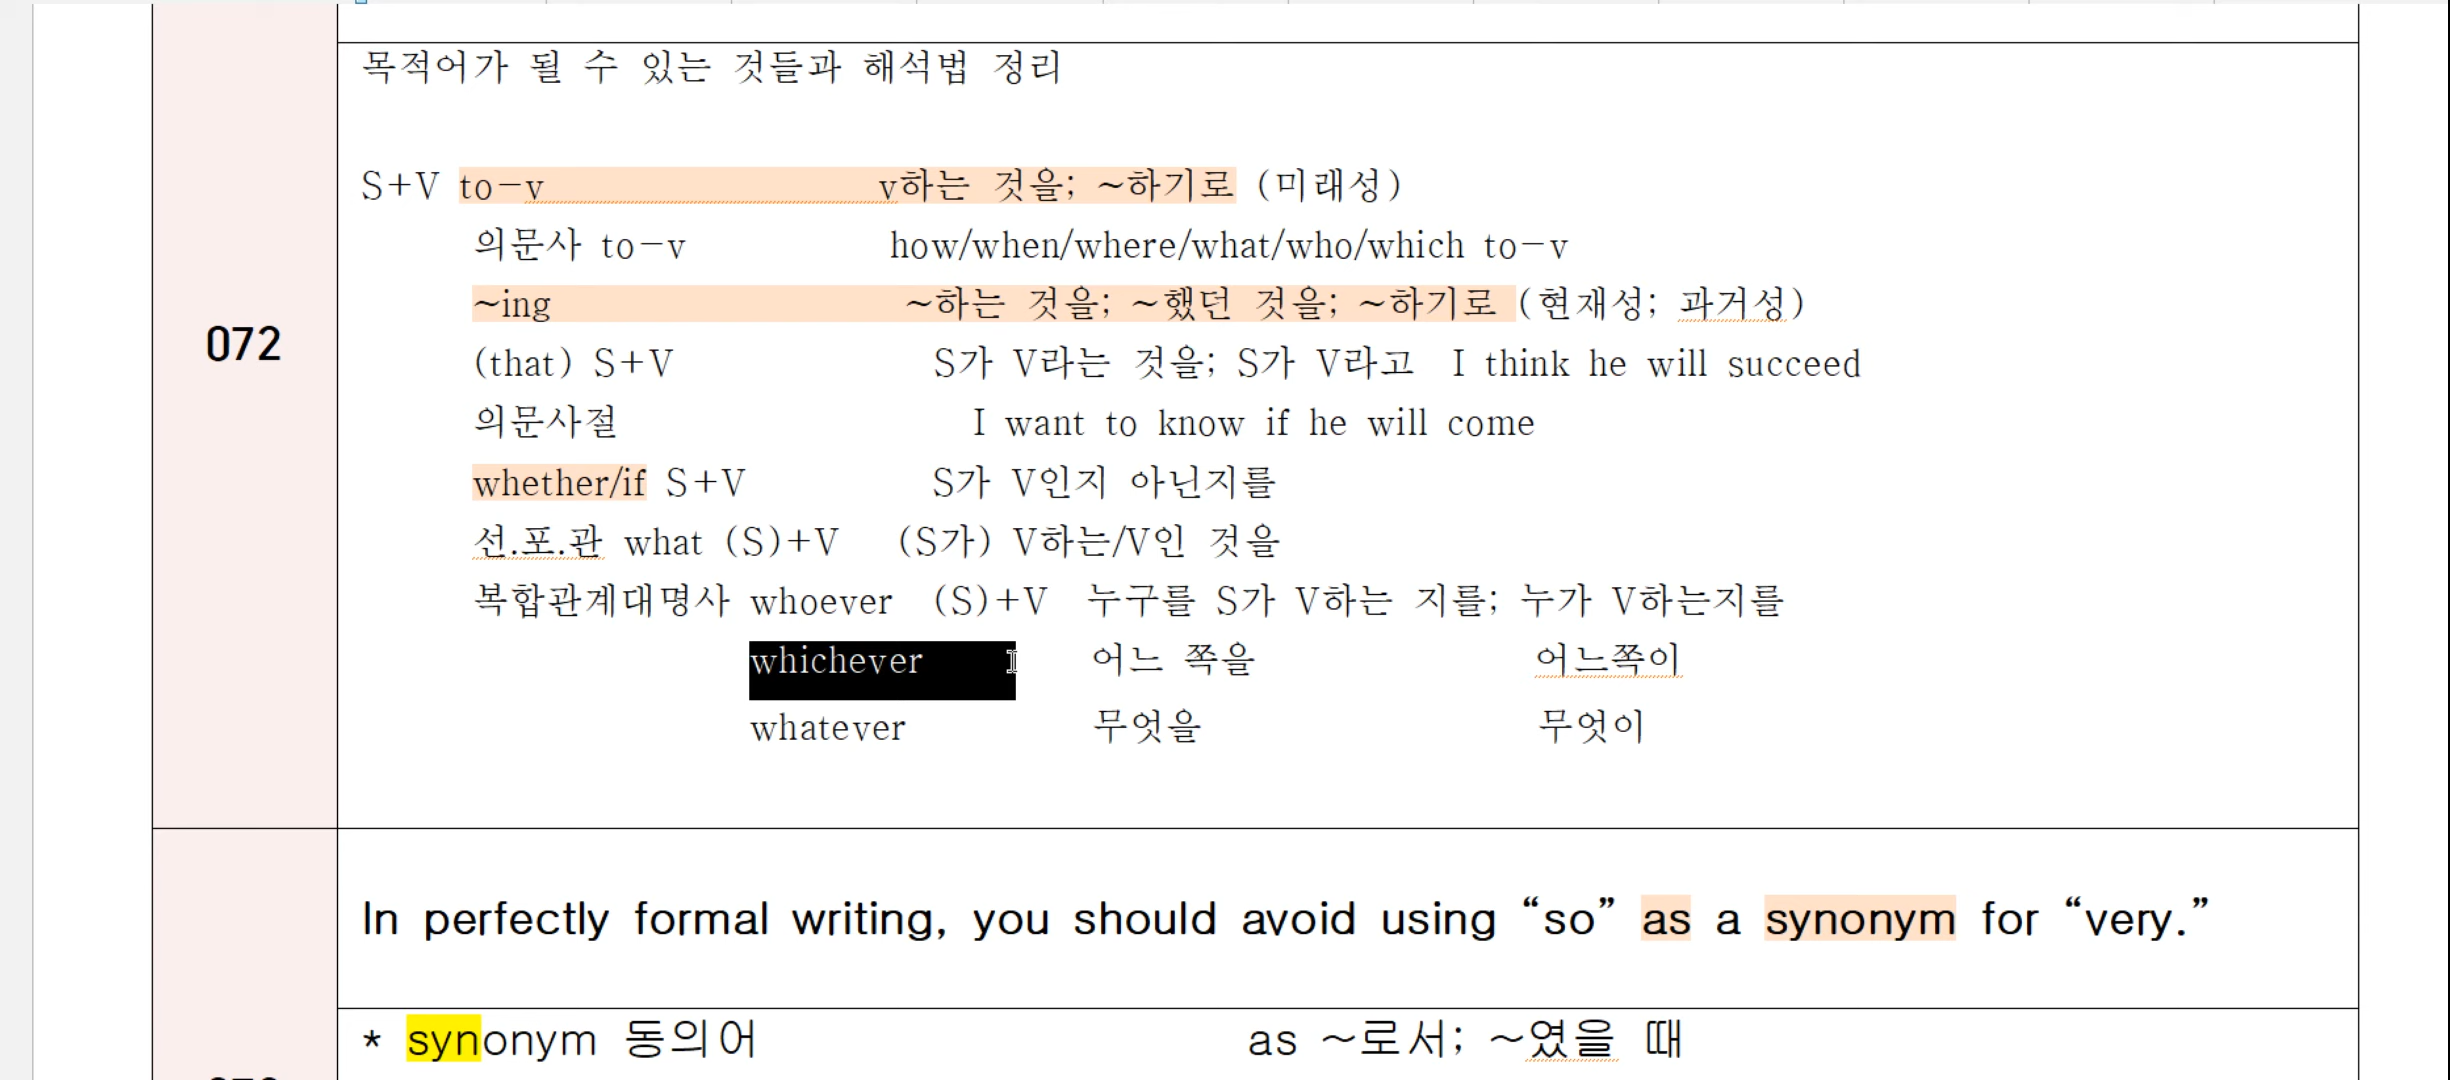 목적어가 될 수 있는 것들과 해석법 정리
S+V to-v v하는 것을; ~하기로 (미래성)
의문사 to-v how/when/where/what/who/which to-v
~ing ~하는 것을; ~했던 것을; ~하기로 (현재성; 과거성)
072
(that) S+V S가 V라는 것을; S가 V라고 I think he will succeed
의문사절 I want to know if he will come
whether/if S+V S가 V인지 아닌지를
선.포.관 what (S)+V (S가) V하는/V인 것을
복합관계대명사 whoever (S)+V 누구를 S가 V하는 지를; 누가 V하는지를
whichever 어느 쪽을 어느쪽이
whatever 무엇을 무엇이
In perfectly formal writing, you should avoid using “so” as a synonym for “very.”
* synonym 동의어 as ~로서; ~였을 때